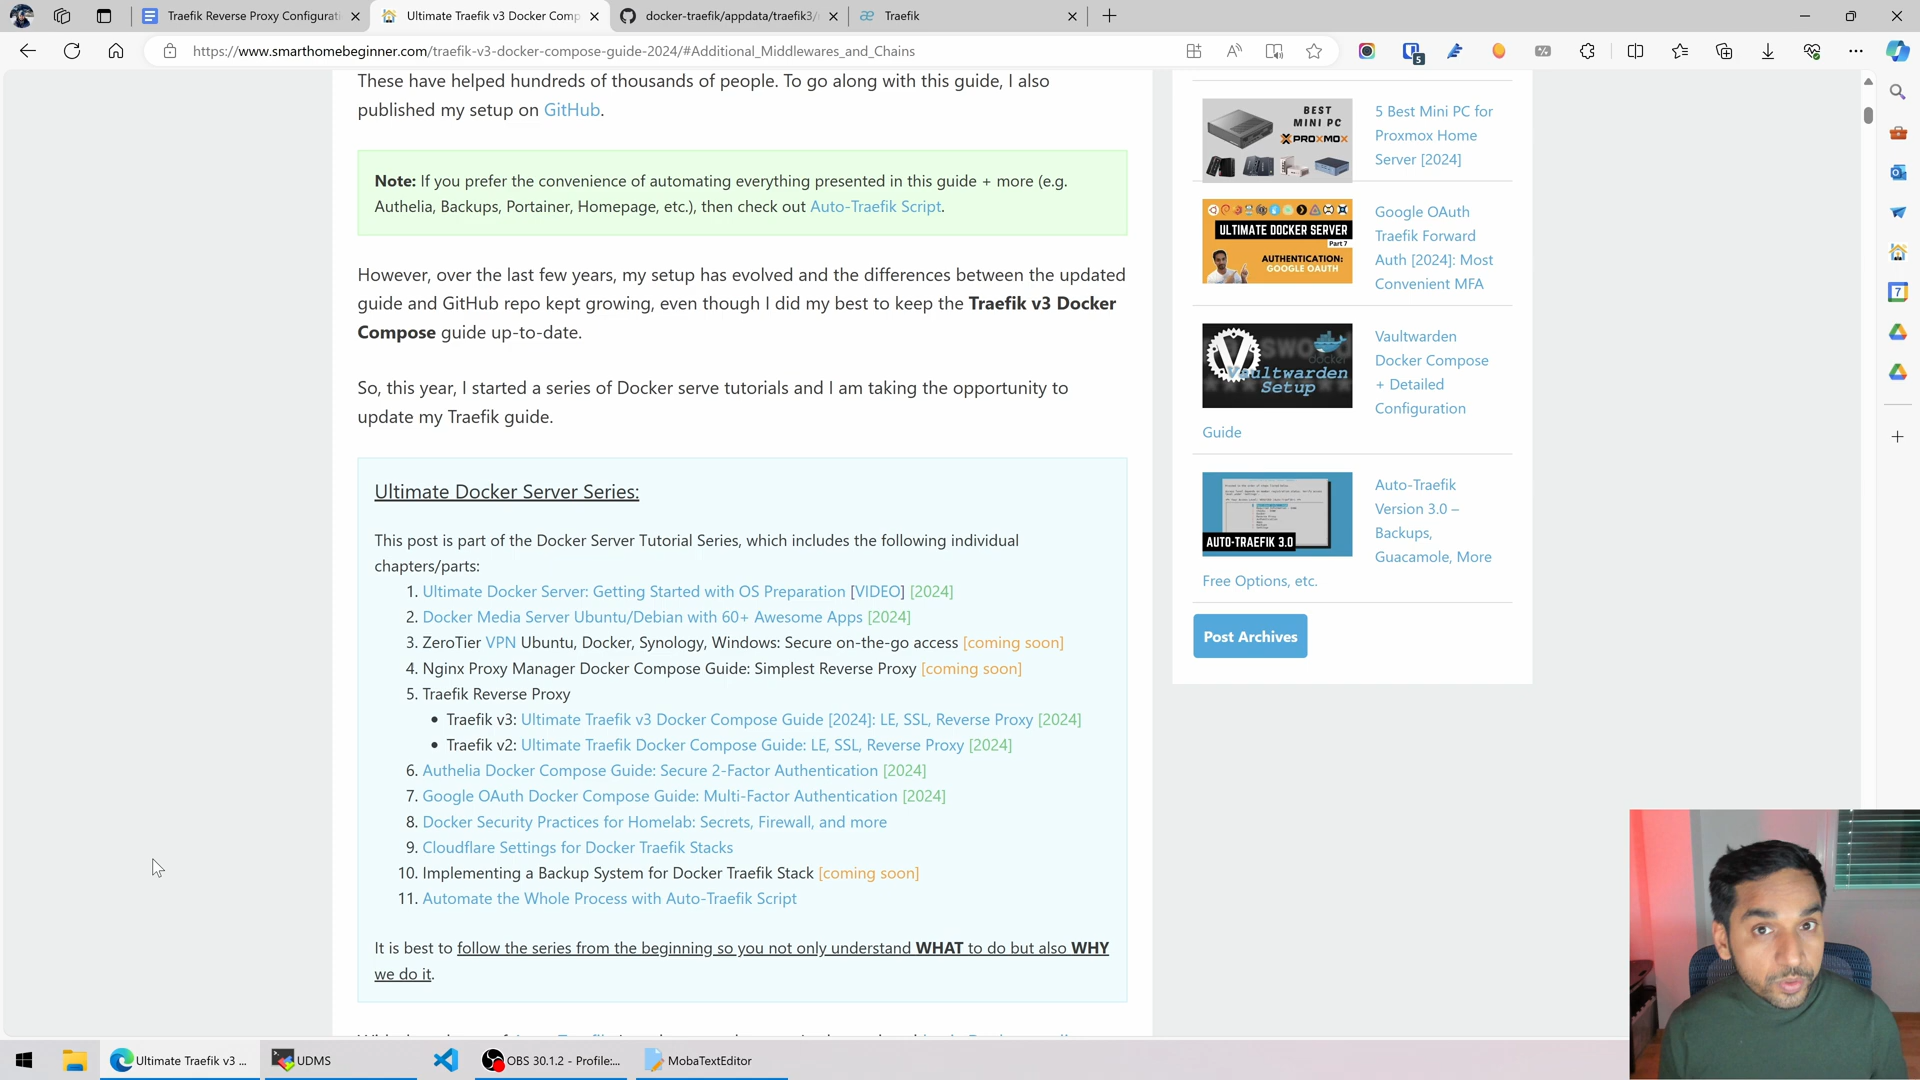 Traefik Reverse Proxy Configurati
Ultimate Traefik v3 Docker Comp
docker-traefik/appdata/traefik3/
Traefik
https://www.smarthomebeginner.com/traefik-v3-docker-compose-guide-2024/#Additional_Middlewares_and_Chains
These have helped hundreds of thousands of people. To go along with this guide, I also
published my setup on GitHub.
Note: If you prefer the convenience of automating everything presented in this guide + more (e.g.
Authelia, Backups, Portainer, Homepage, etc.), then check out Auto-Traefik Script.
However, over the last few years, my setup has evolved and the differences between the updated
guide and GitHub repo kept growing, even though I did my best to keep the Traefik v3 Docker
Compose guide up-to-date.
So, this year, I started a series of Docker serve tutorials and I am taking the opportunity to
update my Traefik guide.
Ultimate Docker Server Series:
This post is part of the Docker Server Tutorial Series, which includes the following individual
chapters/parts:
1. Ultimate Docker Server: Getting Started with OS Preparation [VIDEO] [2024]
2. Docker Media Server Ubuntu/Debian with 60+ Awesome Apps [2024]
3. ZeroTier VPN Ubuntu, Docker, Synology, Windows: Secure on-the-go access [coming soon]
4. Nginx Proxy Manager Docker Compose Guide: Simplest Reverse Proxy [coming soon]
5. Traefik Reverse Proxy
• Traefik v3: Ultimate Traefik v3 Docker Compose Guide [2024]: LE, SSL, Reverse Proxy [2024]
• Traefik v2: Ultimate Traefik Docker Compose Guide: LE, SSL, Reverse Proxy [2024]
6. Authelia Docker Compose Guide: Secure 2-Factor Authentication [2024]
7. Google OAuth Docker Compose Guide: Multi-Factor Authentication [2024]
8. Docker Security Practices for Homelab: Secrets, Firewall, and more
9. Cloudflare Settings for Docker Traefik Stacks
10. Implementing a Backup System for Docker Traefik Stack [coming soon]
11. Automate the Whole Process with Auto-Traefik Script
It is best to follow the series from the beginning so you not only understand WHAT to do but also WHY
we do it.
BEST
MINI PC
PROXMOX
5 Best Mini PC for
Proxmox Home
Server [2024]
ULTIMATE DOCKER SERVER
Part 7
AUTHENTICATION:
GOOGLE OAUTH
Google OAuth
Traefik Forward
Auth [2024]: Most
Convenient MFA
Vaultwarden
Setup
Vaultwarden
Docker Compose
+ Detailed
Configuration
Guide
AUTO-TRAEFIK 3.0
Auto-Traefik
Version 3.0 –
Backups,
Guacamole, More
Free Options, etc.
Post Archives
5
7
Ultimate Traefik v3 ...
UDMS
OBS 30.1.2 - Profile:...
MobaTextEditor